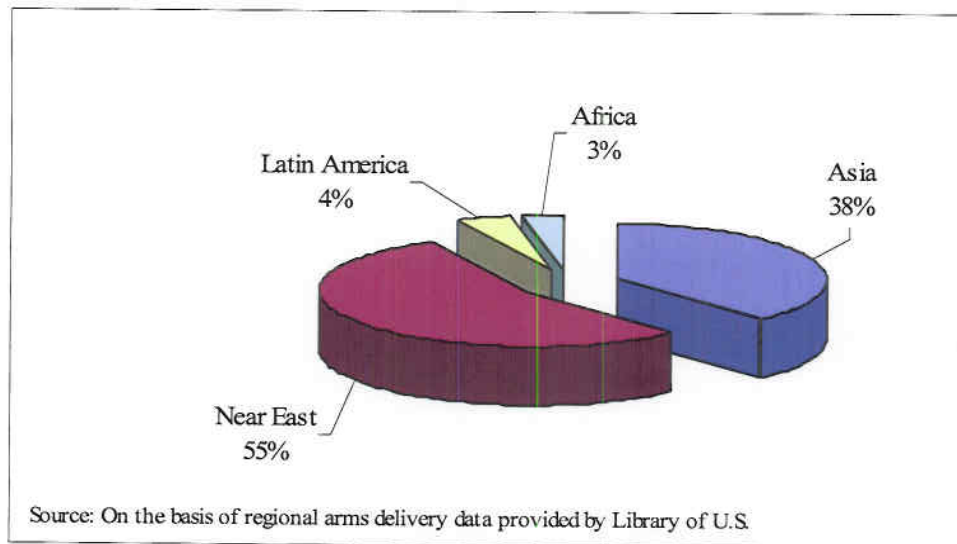 Africa
3%
Latin America
4%
Asia
38%
Near East
55%
Source: On the basis of regional arms delivery data provided by Library of U.S.